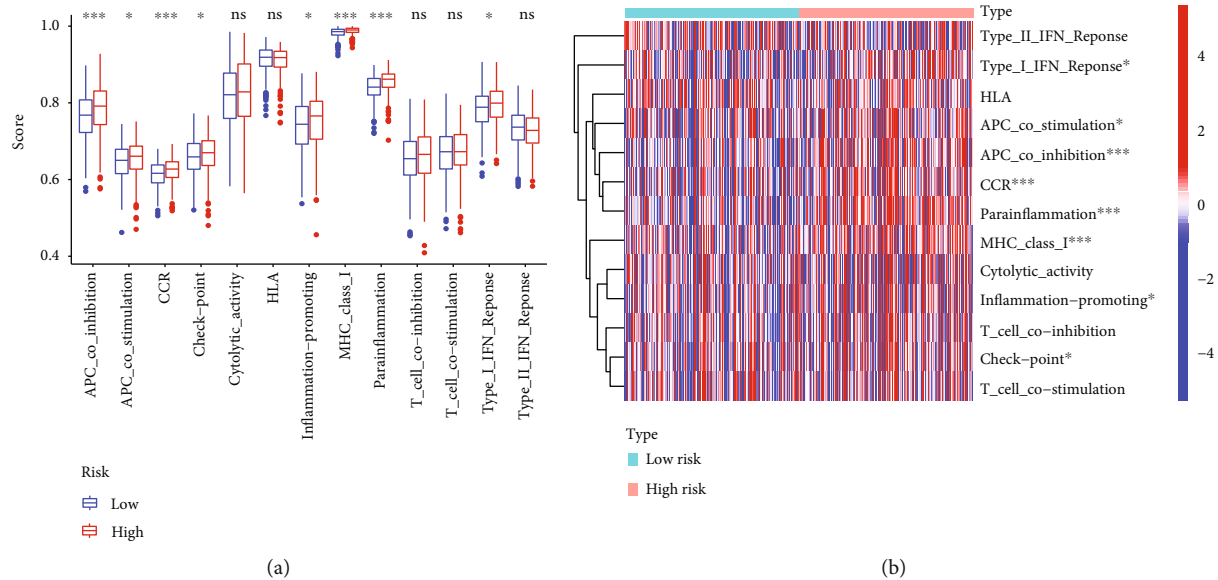 *** * *** * ns ns * *** *** ns ns * ns
1.0
0.8
0.6
0.4
Score
APC_co_inhibition
APC_co_stimulation
CCR
Check−point
Cytolytic_activity
HLA
Inflammation−promoting
MHC_class_I
Parainflammation
T_cell_co−inhibition
T_cell_co−stimulation
Type_I_IFN_Reponse
Type_II_IFN_Reponse
Risk
Low
High
(a)
Type
Type_II_IFN_Reponse
Type_I_IFN_Reponse*
HLA
APC_co_stimulation*
APC_co_inhibition***
CCR***
Parainflammation***
MHC_class_I***
Cytolytic_activity
Inflammation−promoting*
T_cell_co−inhibition
Check−point*
T_cell_co−stimulation
4
2
0
−2
−4
Type
Low risk
High risk
(b)